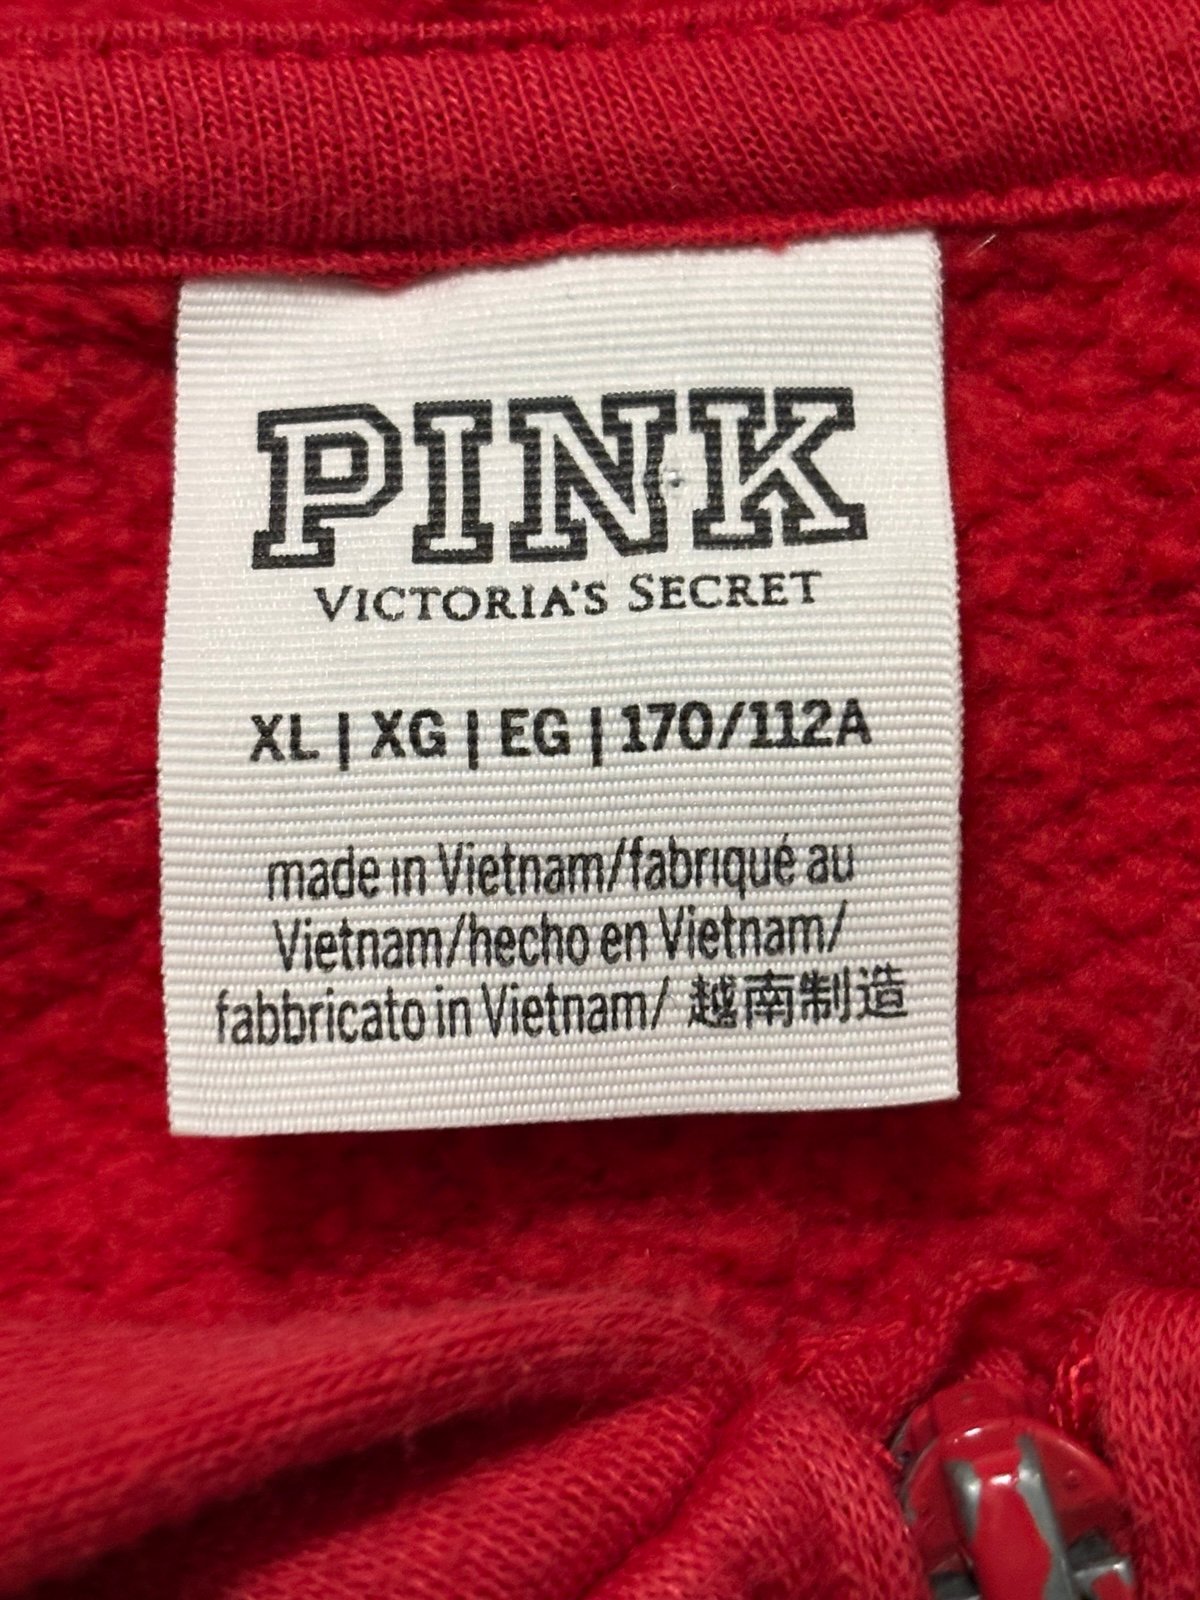 PINK
VICTORIA'S SECRET
XL | XG | EG | 170/112A
made in Vietnam/fabriqué au
Vietnam/hecho en Vietnam/
fabbricato in Vietnam/ 越南制造